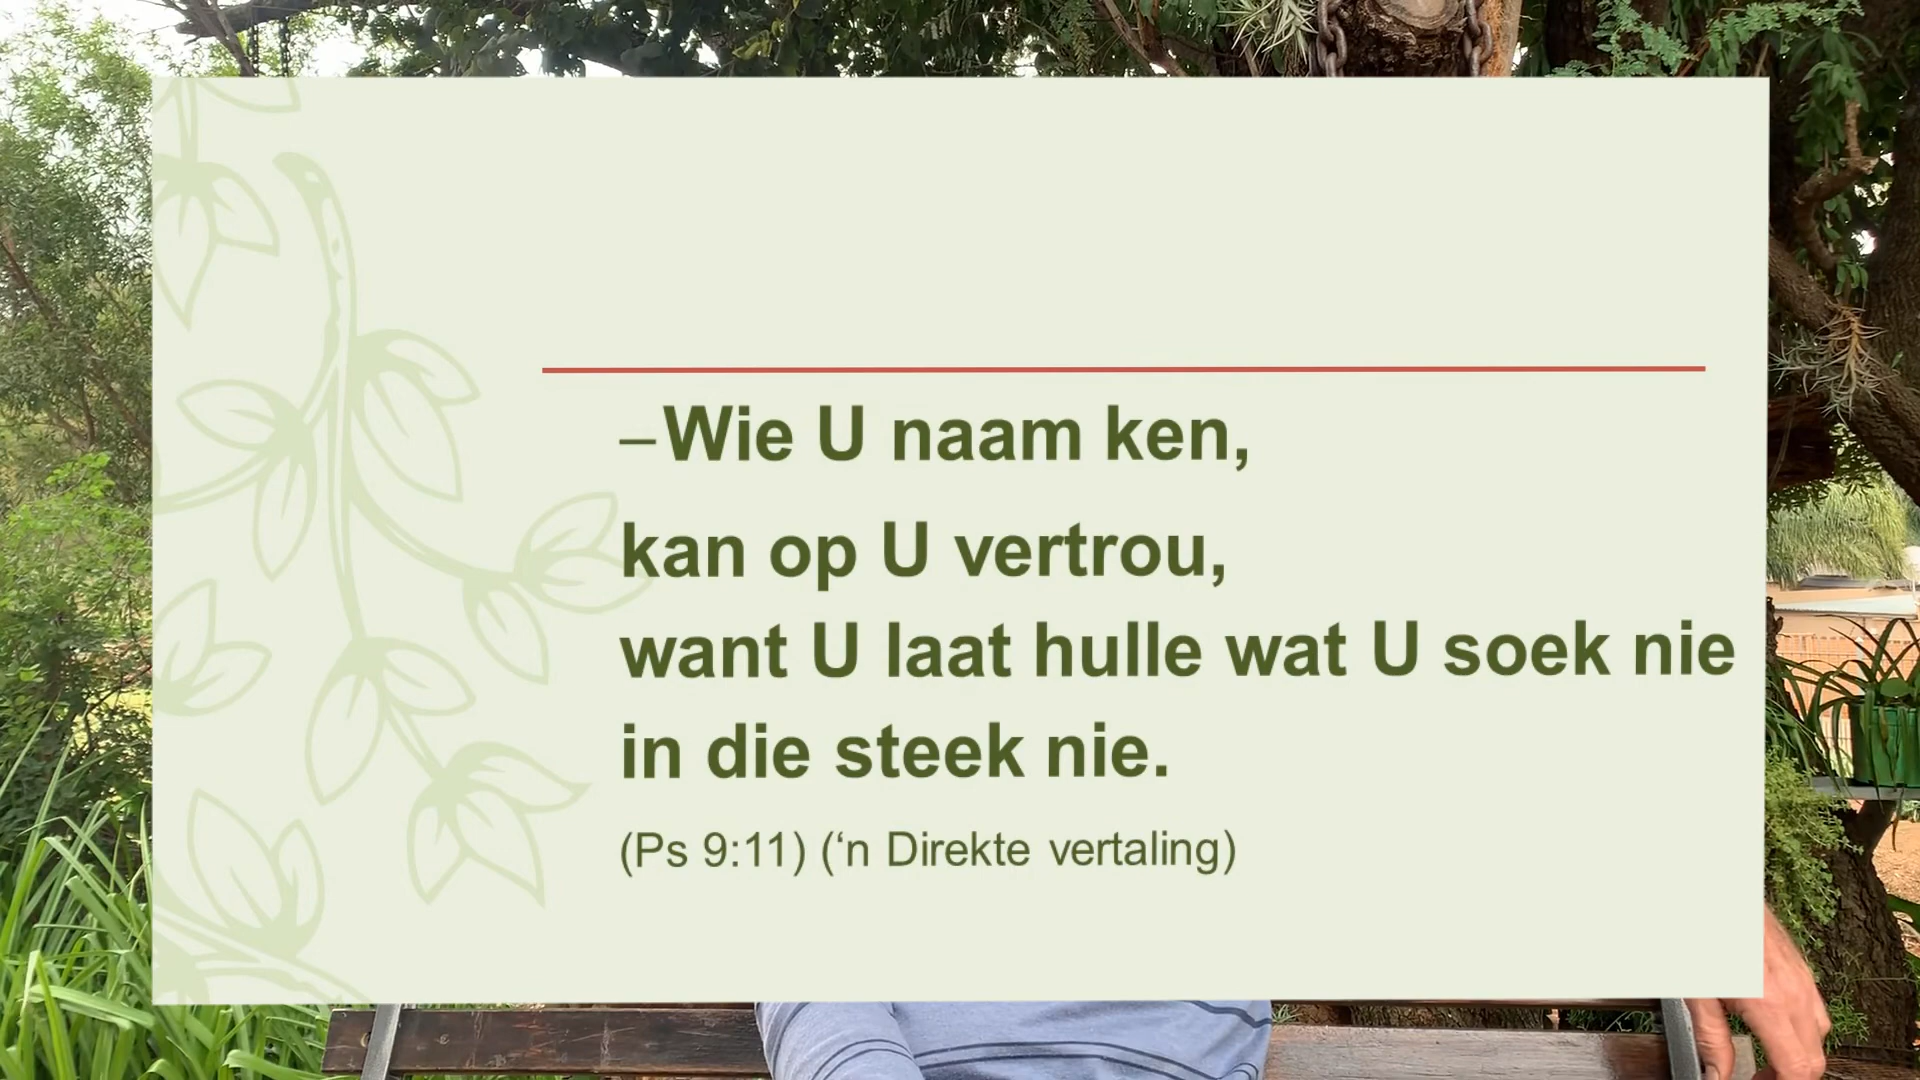 –Wie U naam ken,
kan op U vertrou,
want U laat hulle wat U soek nie
in die steek nie.
(Ps 9:11) (‘n Direkte vertaling)